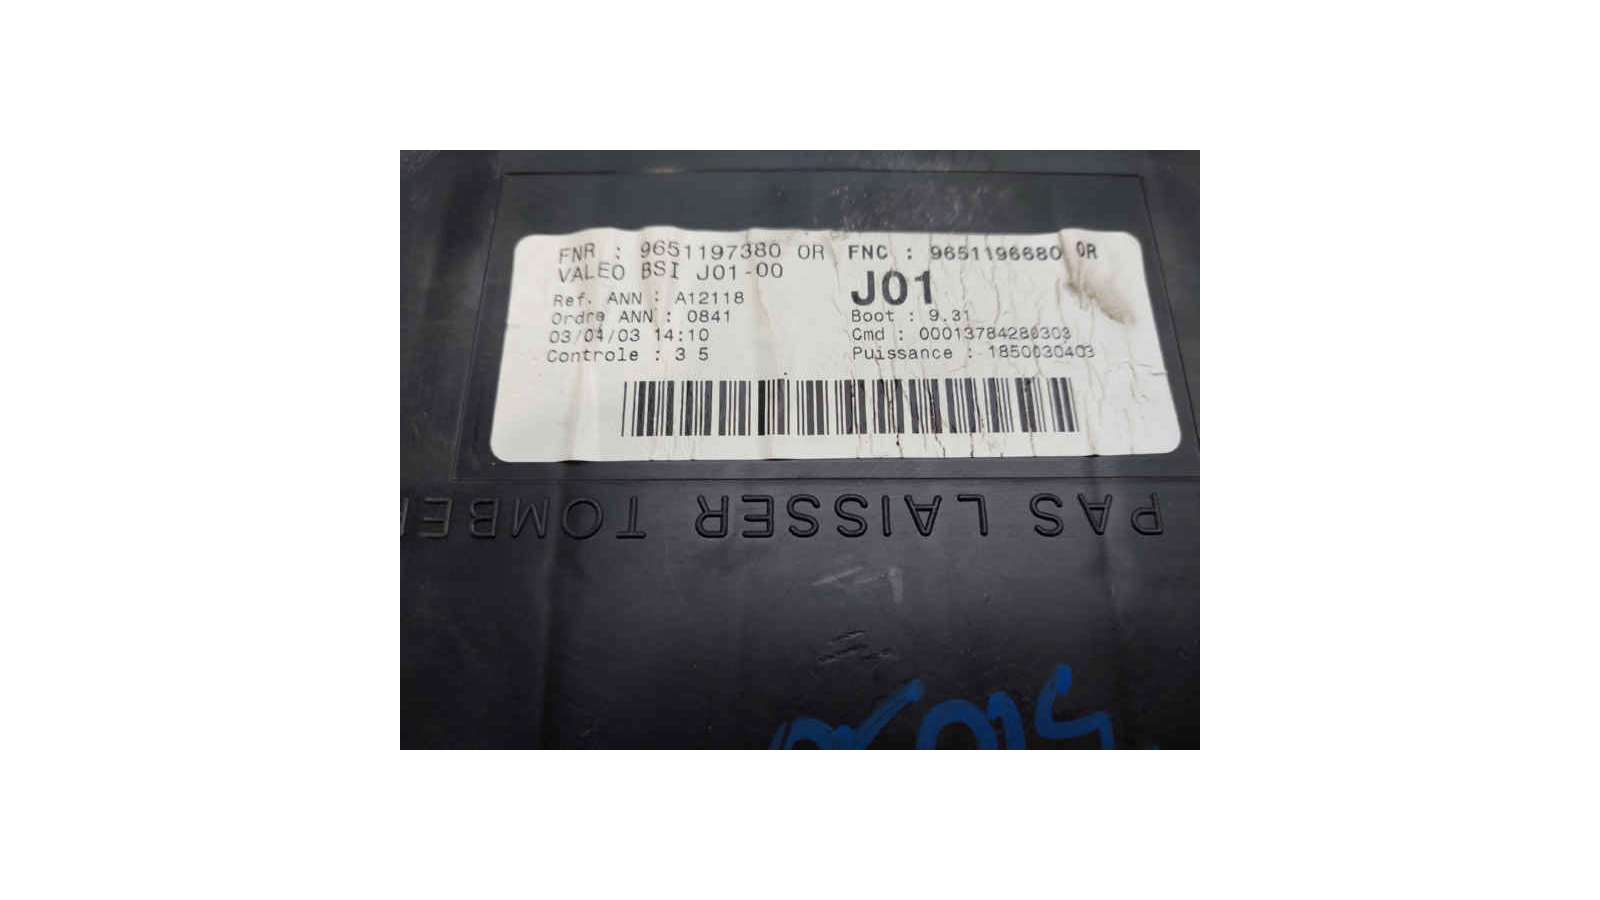 FNR : 9651197380 OR FNC : 9651196680 OR
VALEO BSI J01-00
J01
Ref. ANN : A12118
Ordre ANN : 0841
Boot : 9.31
03/04/03 14:10
Cmd : 00013784280303
Controle : 3 5
Puissance : 1850030403
PAS LAISSER TOMBE